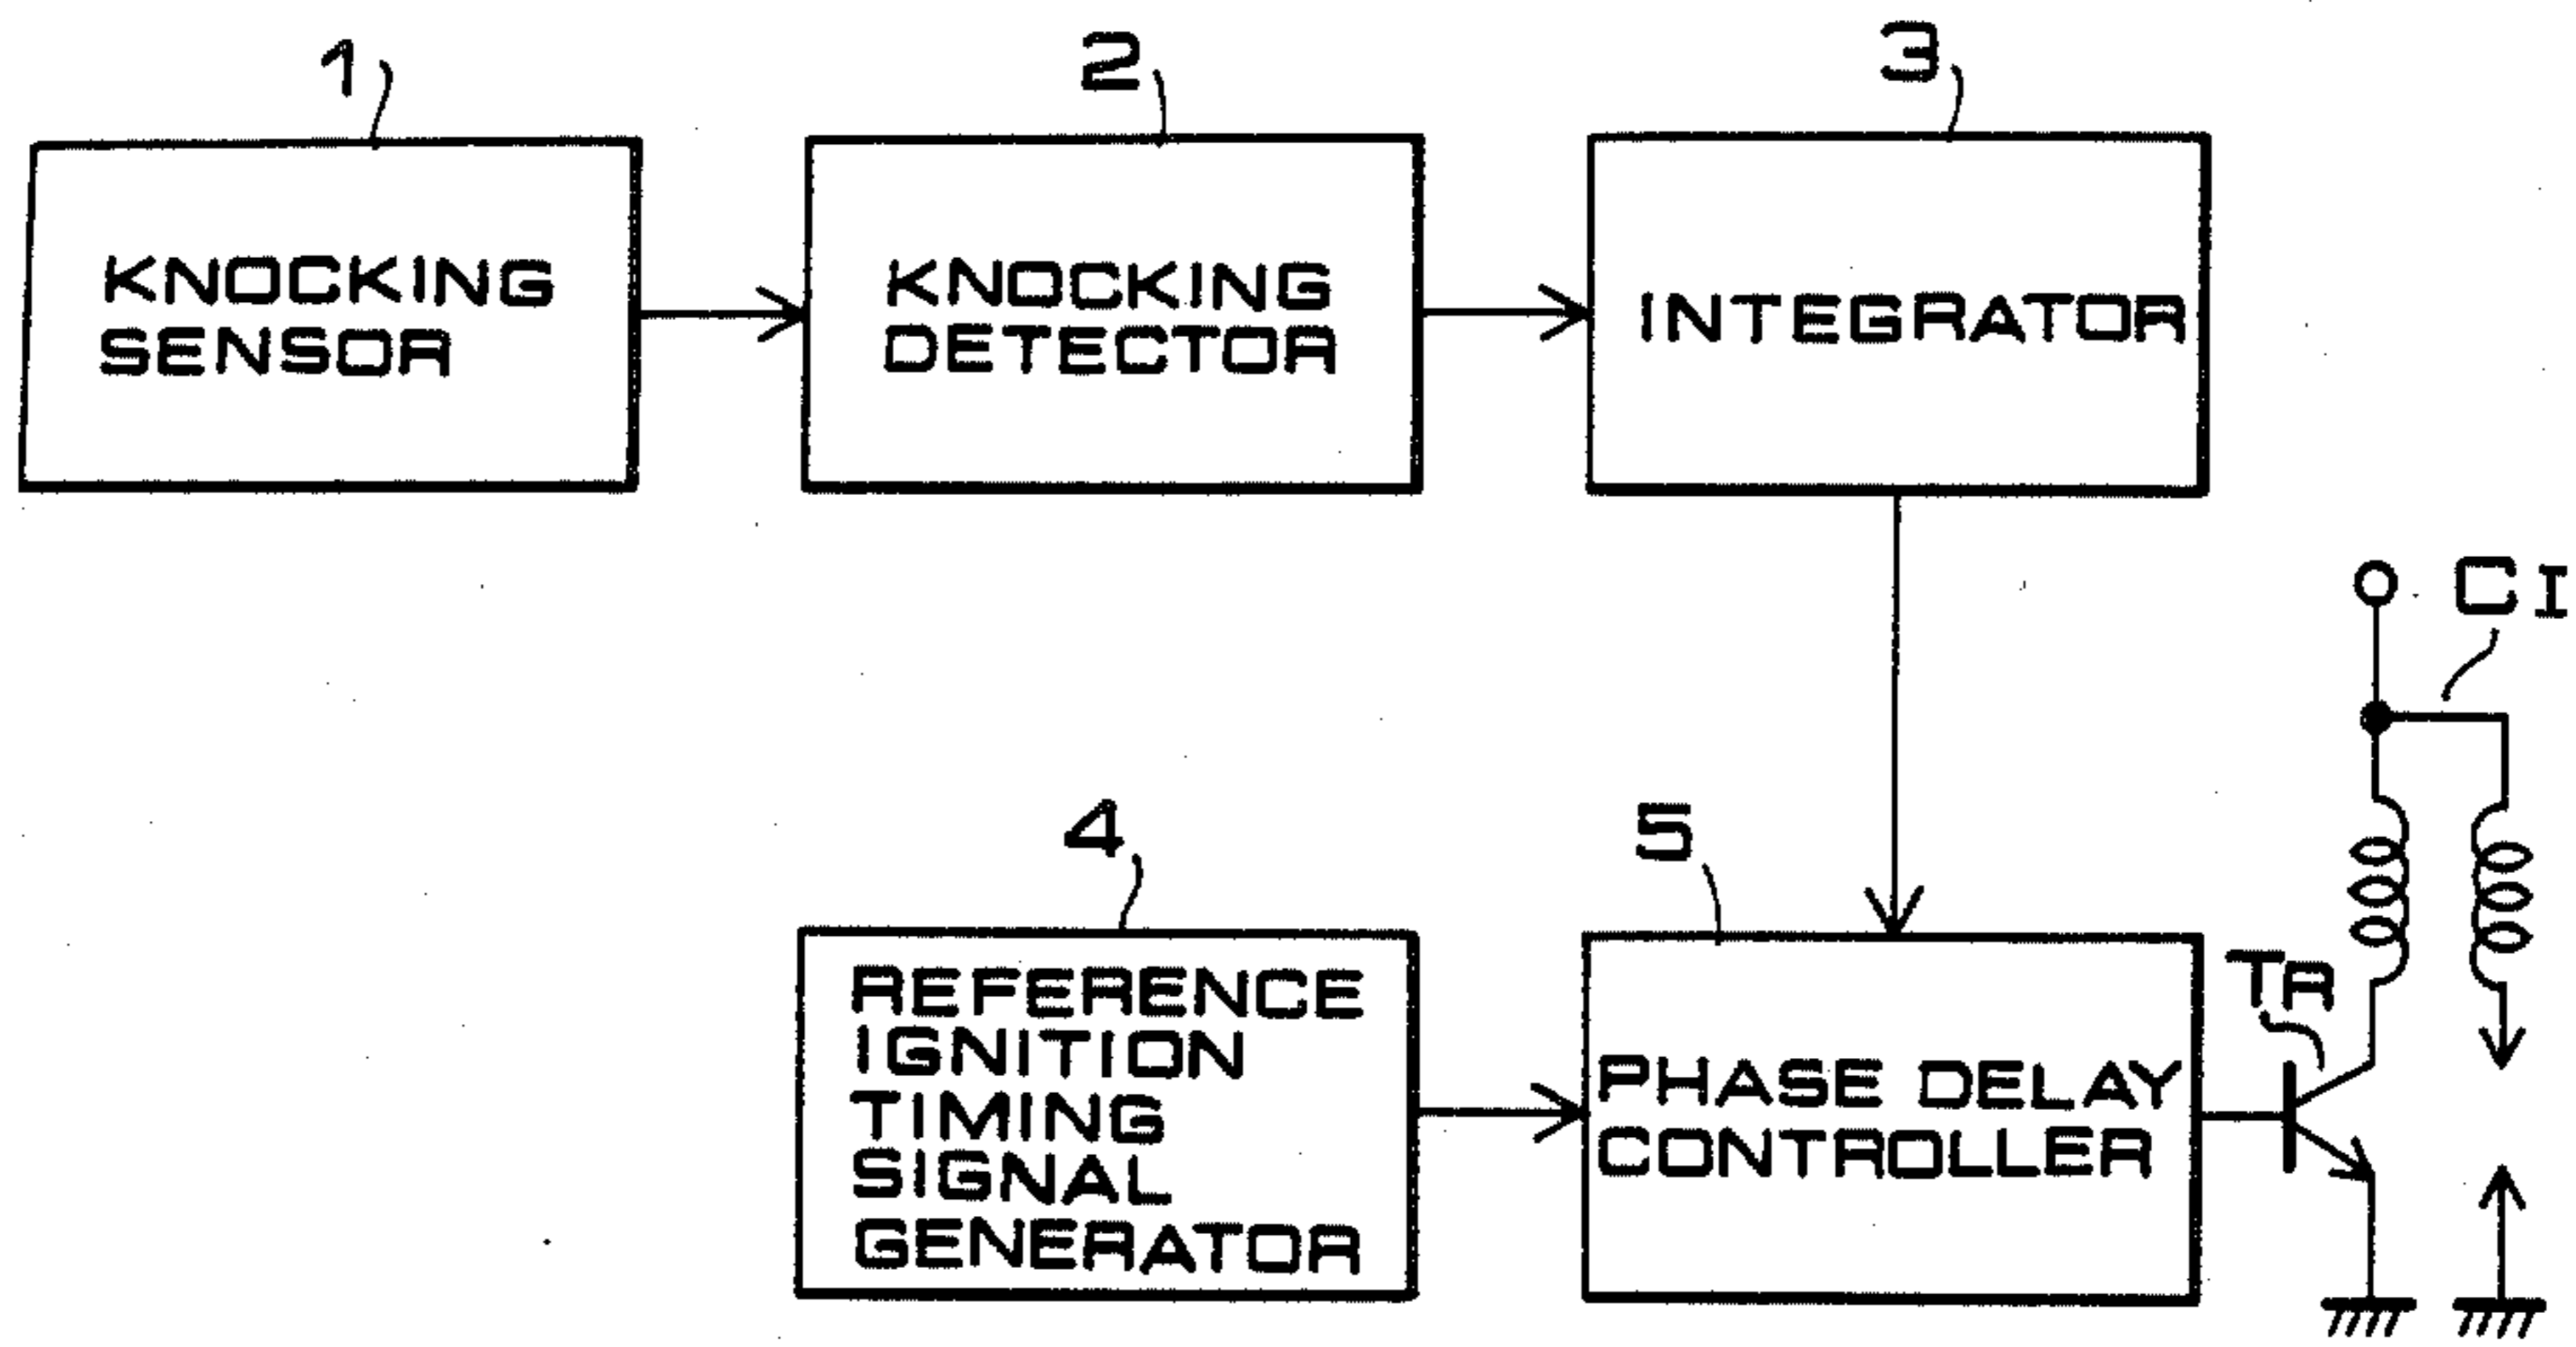 1
2
3
KNOCKING
SENSOR
KNOCKING
DETECTOR
INTEGRATOR
CI
4
5
REFERENCE
IGNITION
TIMING
SIGNAL
GENERATOR
PHASE DELAY
CONTROLLER
TR